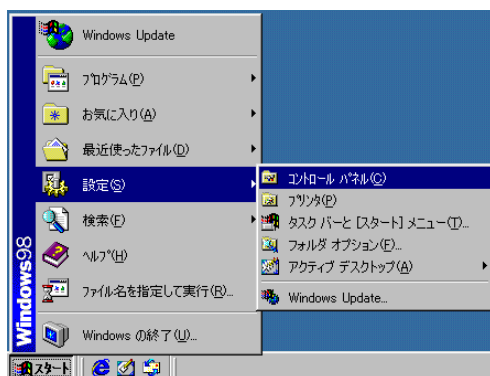 Windows Update
プログラム(P)
お気に入り(A)
最近使ったファイル(D)
設定(S)
検索(F)
ヘルプ(H)
ファイル名を指定して実行(R)...
Windows の終了(U)...
Windows98
コントロール パネル(C)
プリンタ(P)
タスク バーと [スタート] メニュー(T)...
フォルダ オプション(F)...
アクティブ デスクトップ(A)
Windows Update...
スタート